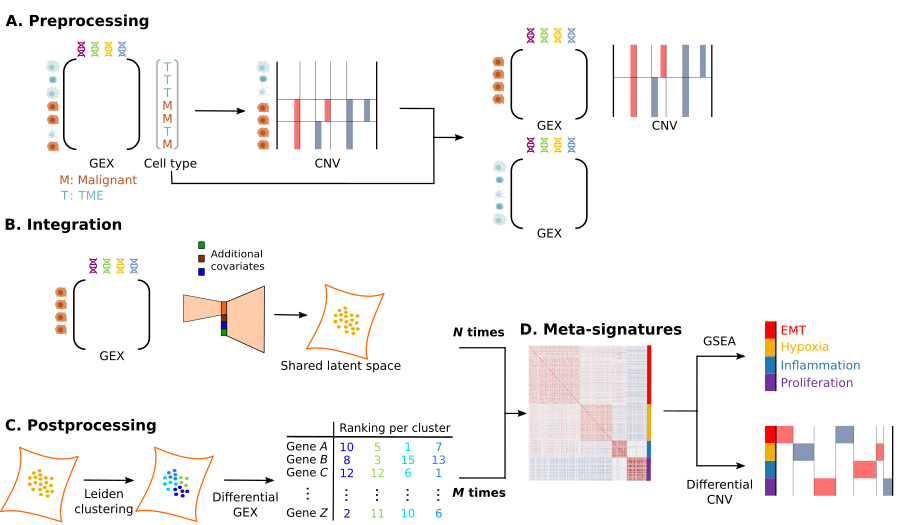 A. Preprocessing
T
T
T
M
M
T
M
GEX
Cell type
M: Malignant
T: TME
CNV
GEX
CNV
GEX
B. Integration
Additional
covariates
GEX
Shared latent space
C. Postprocessing
Leiden
clustering
Differential
GEX
Ranking per cluster
Gene A 10 5 1 7
Gene B 8 3 15 13
Gene C 12 12 6 1
⋮ ⋮ ⋮ ⋮ ⋮
Gene Z 2 11 10 6
N times
M times
D. Meta-signatures
GSEA
EMT
Hypoxia
Inflammation
Proliferation
Differential
CNV